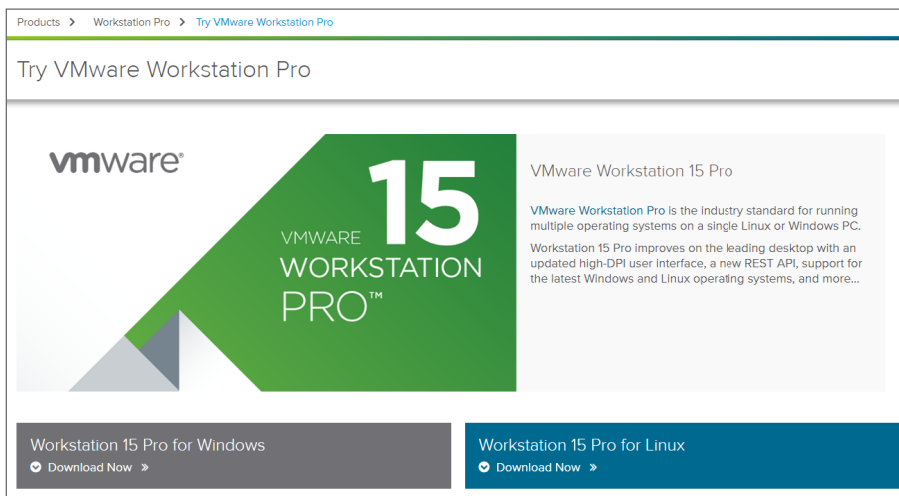 Products > Workstation Pro > Try VMware Workstation Pro
Try VMware Workstation Pro
vmware®
15
VMWARE
WORKSTATION
PRO™
VMware Workstation 15 Pro
VMware Workstation Pro is the industry standard for running
multiple operating systems on a single Linux or Windows PC.
Workstation 15 Pro improves on the leading desktop with an
updated high-DPI user interface, a new REST API, support for
the latest Windows and Linux operating systems, and more...
Workstation 15 Pro for Windows
Download Now »
Workstation 15 Pro for Linux
Download Now »